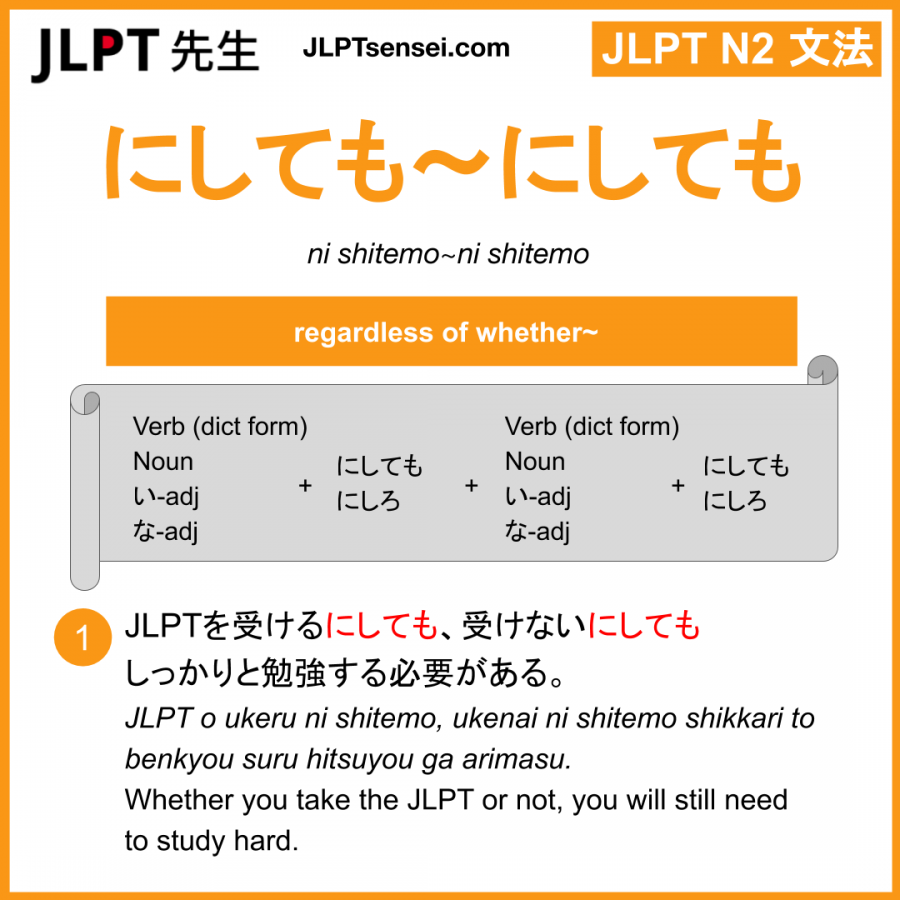 JLPT 先生
JLPTsensei.com
JLPT N2 文法
にしても～にしても
ni shitemo~ni shitemo
regardless of whether~
Verb (dict form)
Noun
い-adj
な-adj
+
にしても
にしろ
+
Verb (dict form)
Noun
い-adj
な-adj
+
にしても
にしろ
1
JLPTを受けるにしても、受けないにしても
しっかりと勉強する必要がある。
JLPT o ukeru ni shitemo, ukenai ni shitemo shikkari to
benkyou suru hitsuyou ga arimasu.
Whether you take the JLPT or not, you will still need
to study hard.